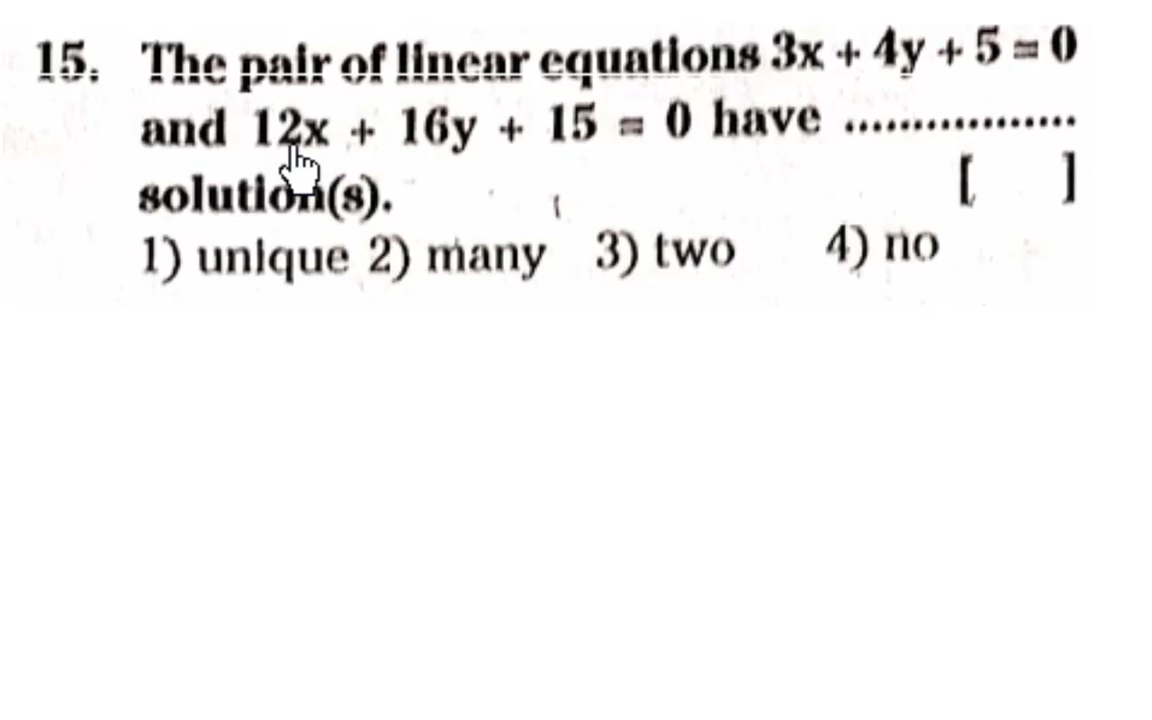 15. The pair of linear equations 3x + 4y + 5 = 0
and 12x + 16y + 15 = 0 have .................
solution(s). [ ]
1) unique 2) many 3) two 4) no